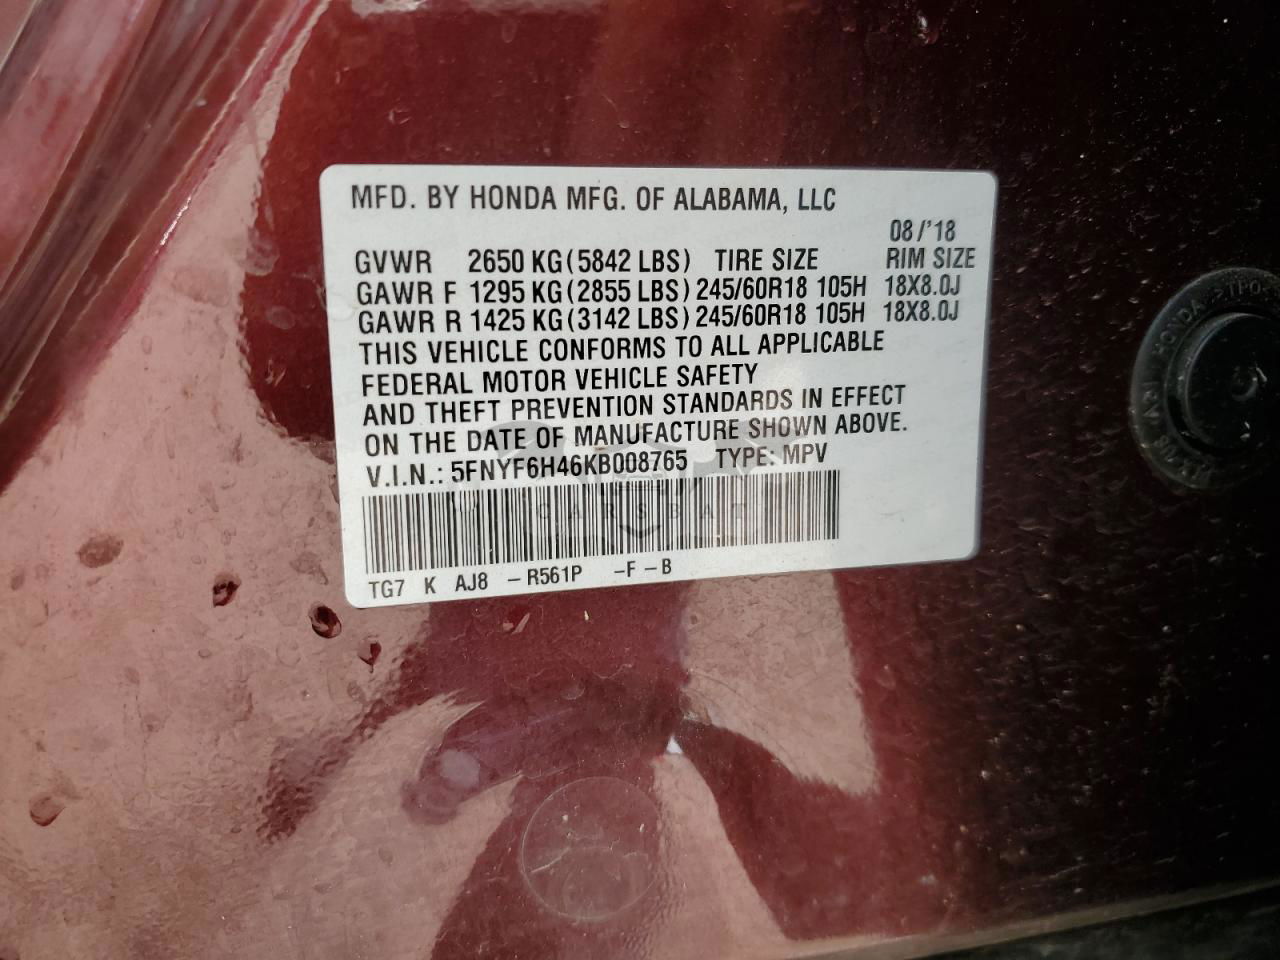 MFD. BY HONDA MFG. OF ALABAMA, LLC
08/'18
GVWR 2650 KG(5842 LBS) TIRE SIZE RIM SIZE
GAWR F 1295 KG(2855 LBS) 245/60R18 105H 18X8.0J
GAWR R 1425 KG(3142 LBS) 245/60R18 105H 18X8.0J
THIS VEHICLE CONFORMS TO ALL APPLICABLE
FEDERAL MOTOR VEHICLE SAFETY
AND THEFT PREVENTION STANDARDS IN EFFECT
ON THE DATE OF MANUFACTURE SHOWN ABOVE.
V.I.N.: 5FNYF6H46KB008765 TYPE: MPV
CARSBAT
TG7 K AJ8 -R561P -F-B
HONDA >TPO<